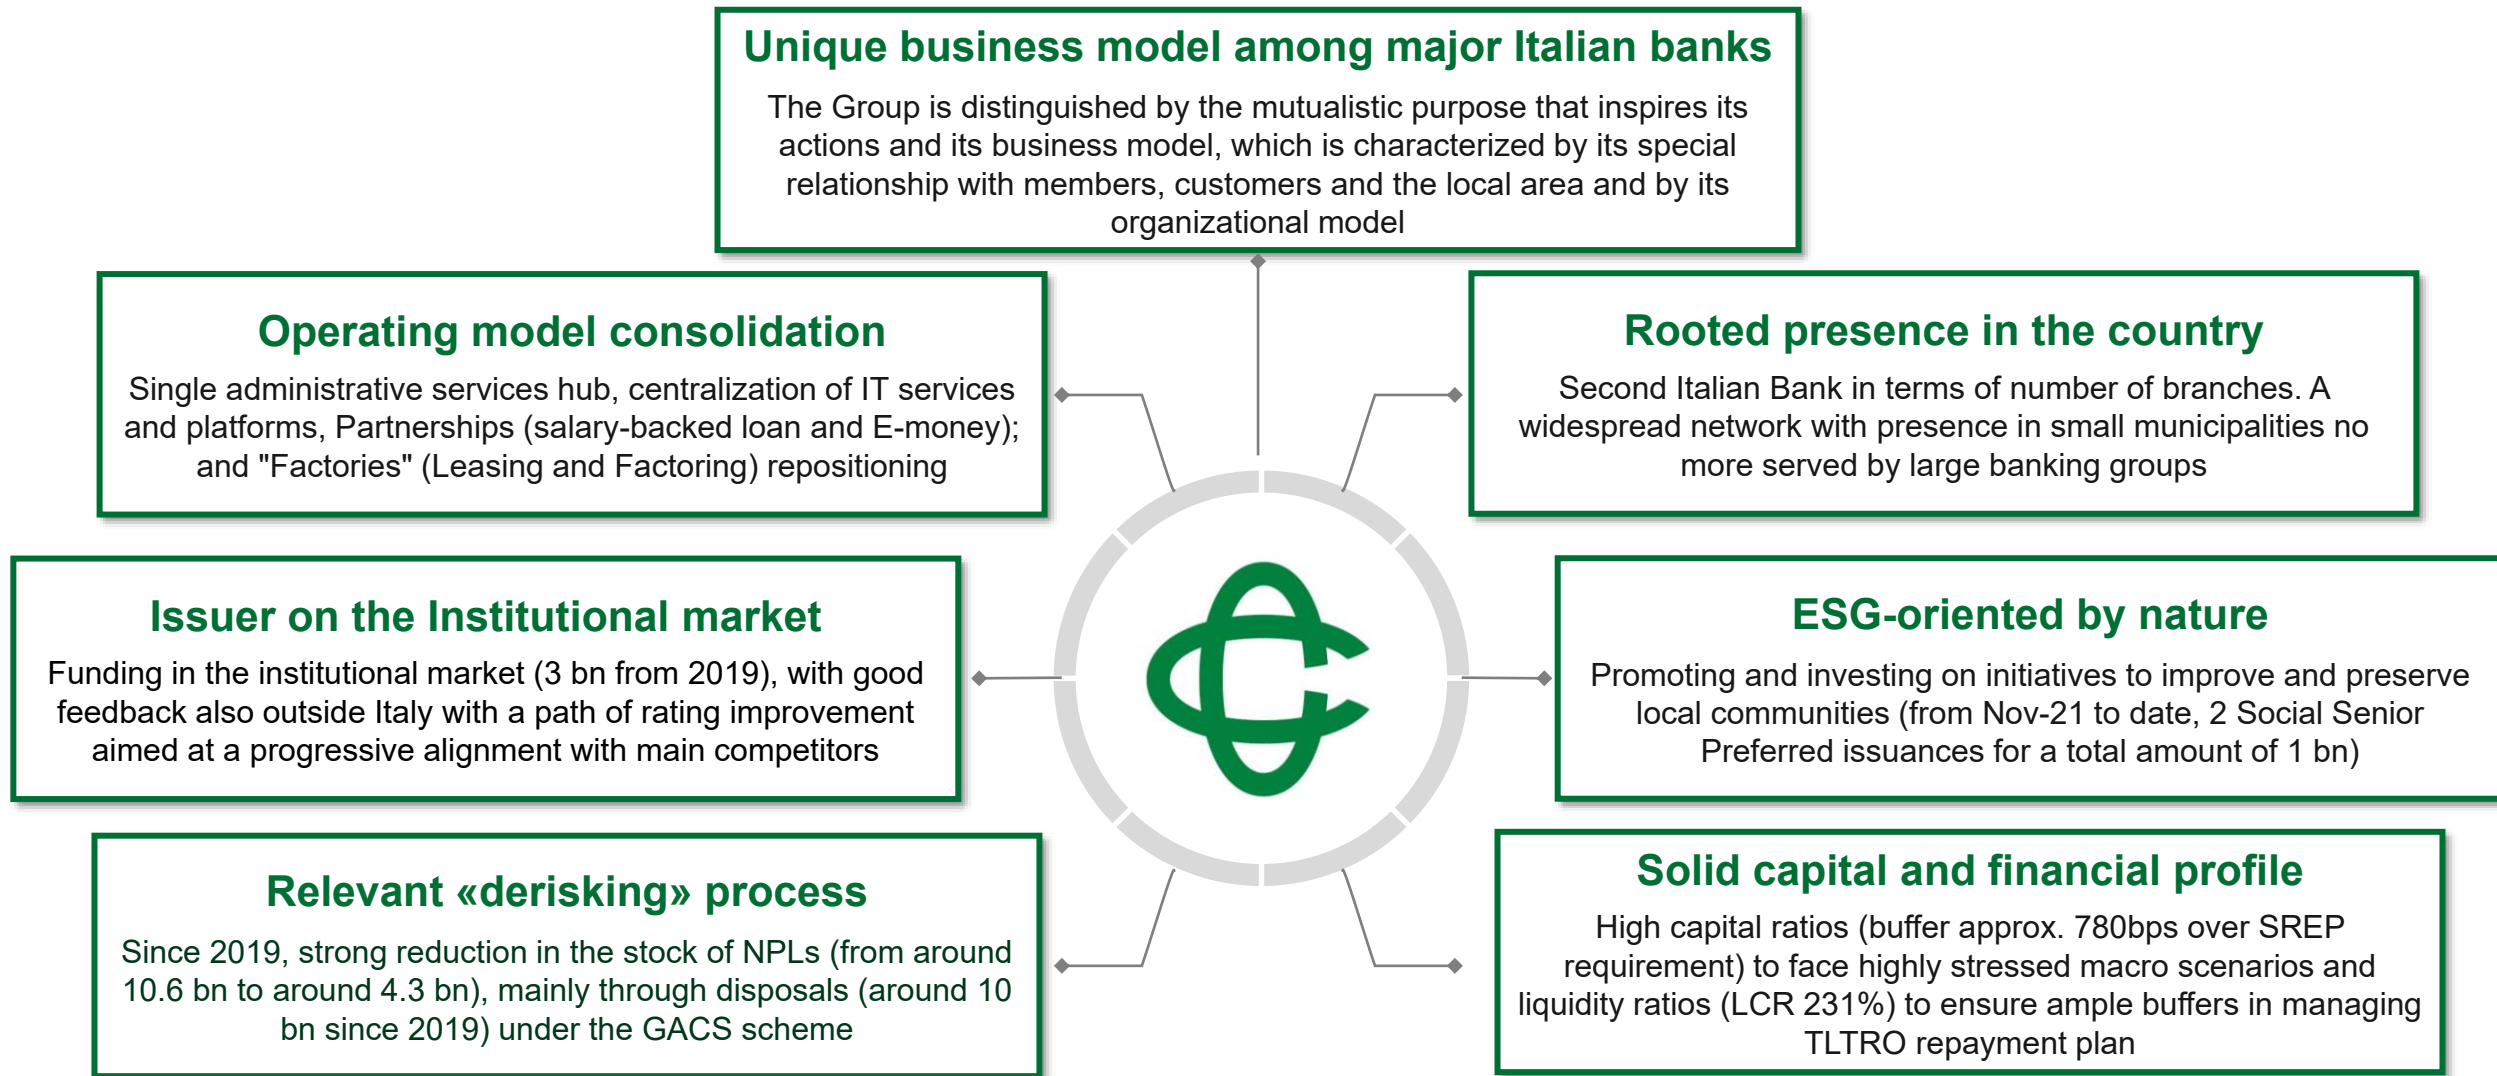 Unique business model among major Italian banks
The Group is distinguished by the mutualistic purpose that inspires its
actions and its business model, which is characterized by its special
relationship with members, customers and the local area and by its
organizational model
Operating model consolidation
Single administrative services hub, centralization of IT services
and platforms, Partnerships (salary-backed loan and E-money);
and "Factories" (Leasing and Factoring) repositioning
Rooted presence in the country
Second Italian Bank in terms of number of branches. A
widespread network with presence in small municipalities no
more served by large banking groups
Issuer on the Institutional market
Funding in the institutional market (3 bn from 2019), with good
feedback also outside Italy with a path of rating improvement
aimed at a progressive alignment with main competitors
ESG-oriented by nature
Promoting and investing on initiatives to improve and preserve
local communities (from Nov-21 to date, 2 Social Senior
Preferred issuances for a total amount of 1 bn)
Relevant «derisking» process
Since 2019, strong reduction in the stock of NPLs (from around
10.6 bn to around 4.3 bn), mainly through disposals (around 10
bn since 2019) under the GACS scheme
Solid capital and financial profile
High capital ratios (buffer approx. 780bps over SREP
requirement) to face highly stressed macro scenarios and
liquidity ratios (LCR 231%) to ensure ample buffers in managing
TLTRO repayment plan